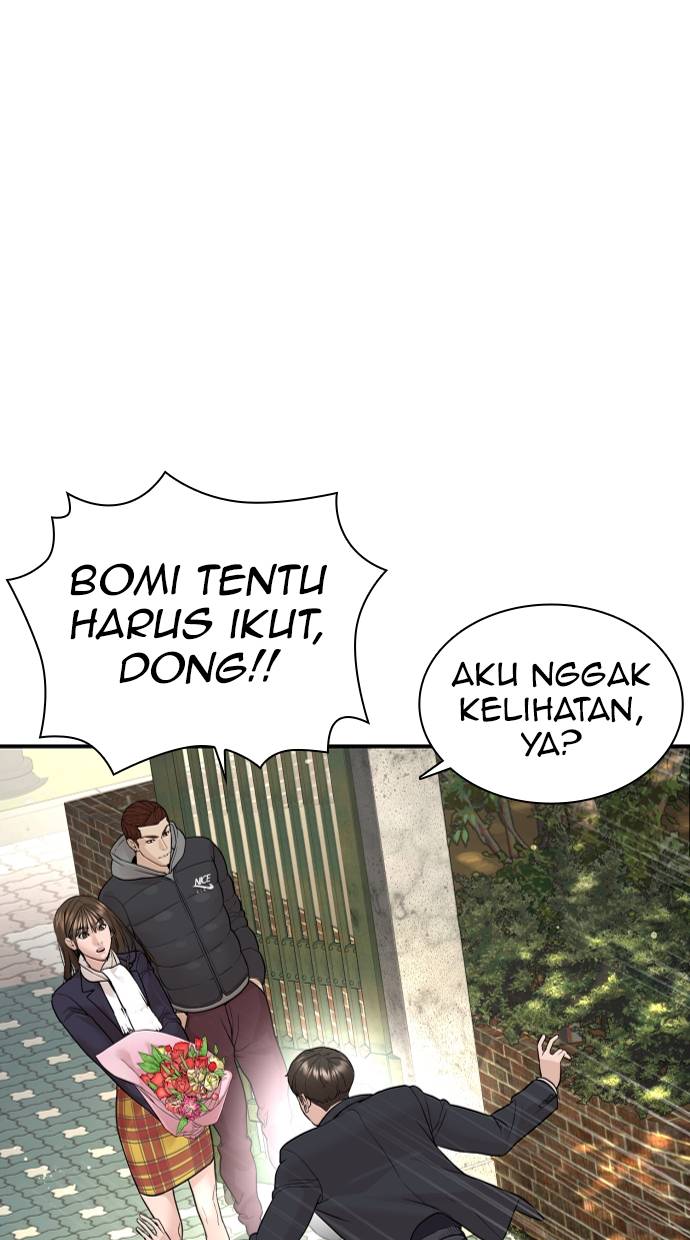 BOMI TENTU
HARUS IKUT,
DONG!!
AKU NGGAK
KELIHATAN,
YA?
NICE